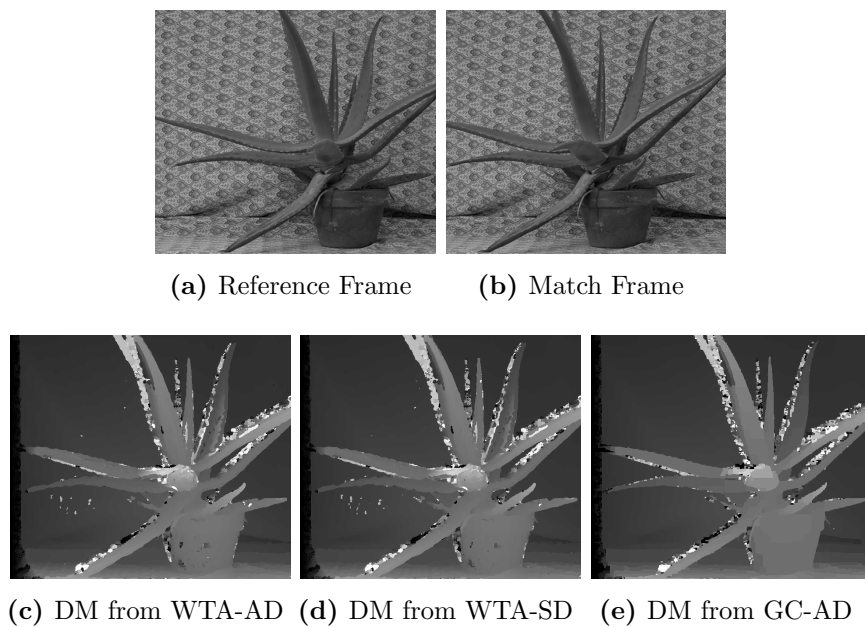 (a) Reference Frame
(b) Match Frame
(c) DM from WTA-AD
(d) DM from WTA-SD
(e) DM from GC-AD